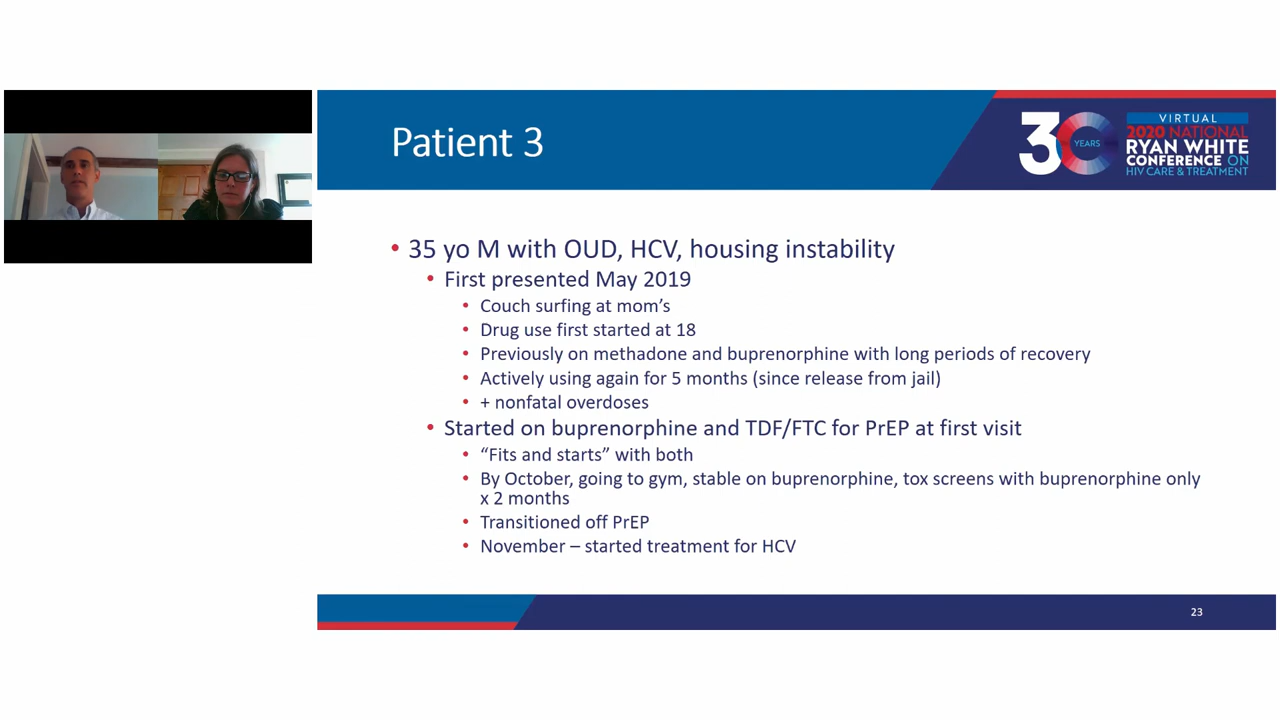 Patient 3
30
YEARS
VIRTUAL
2020 NATIONAL
RYAN WHITE
CONFERENCE ON
HIV CARE & TREATMENT
• 35 yo M with OUD, HCV, housing instability
• First presented May 2019
• Couch surfing at mom’s
• Drug use first started at 18
• Previously on methadone and buprenorphine with long periods of recovery
• Actively using again for 5 months (since release from jail)
• + nonfatal overdoses
• Started on buprenorphine and TDF/FTC for PrEP at first visit
• “Fits and starts” with both
• By October, going to gym, stable on buprenorphine, tox screens with buprenorphine only
x 2 months
• Transitioned off PrEP
• November – started treatment for HCV
23